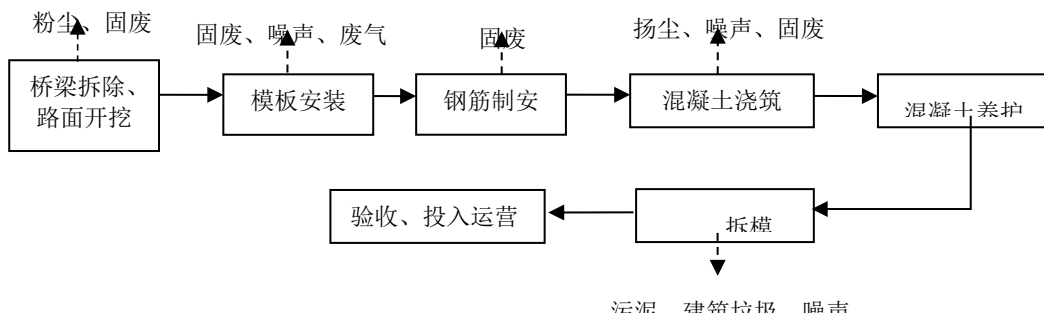 粉尘、固废
固废、噪声、废气
固废
扬尘、噪声、固废
桥梁拆除、
路面开挖
模板安装
钢筋制安
混凝土浇筑
混凝土养护
验收、投入运营
拆模
污泥、建筑垃圾、噪声